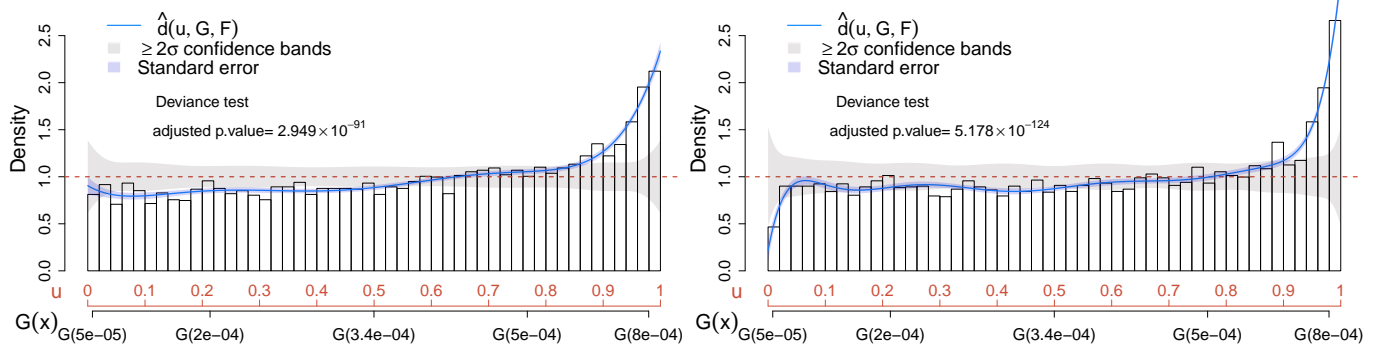 d̂(u, G, F)
≥ 2σ confidence bands
Standard error
Deviance test
adjusted p.value= 2.949×10⁻⁹¹
Density
0.0 0.5 1.0 1.5 2.0 2.5
u 0 0.1 0.2 0.3 0.4 0.5 0.6 0.7 0.8 0.9 1
G(x) G(5e−05) G(2e−04) G(3.4e−04) G(5e−04) G(8e−04)
d̂(u, G, F)
≥ 2σ confidence bands
Standard error
Deviance test
adjusted p.value= 5.178×10⁻¹²⁴
Density
0.0 0.5 1.0 1.5 2.0 2.5
u 0 0.1 0.2 0.3 0.4 0.5 0.6 0.7 0.8 0.9 1
G(x) G(5e−05) G(2e−04) G(3.4e−04) G(5e−04) G(8e−04)